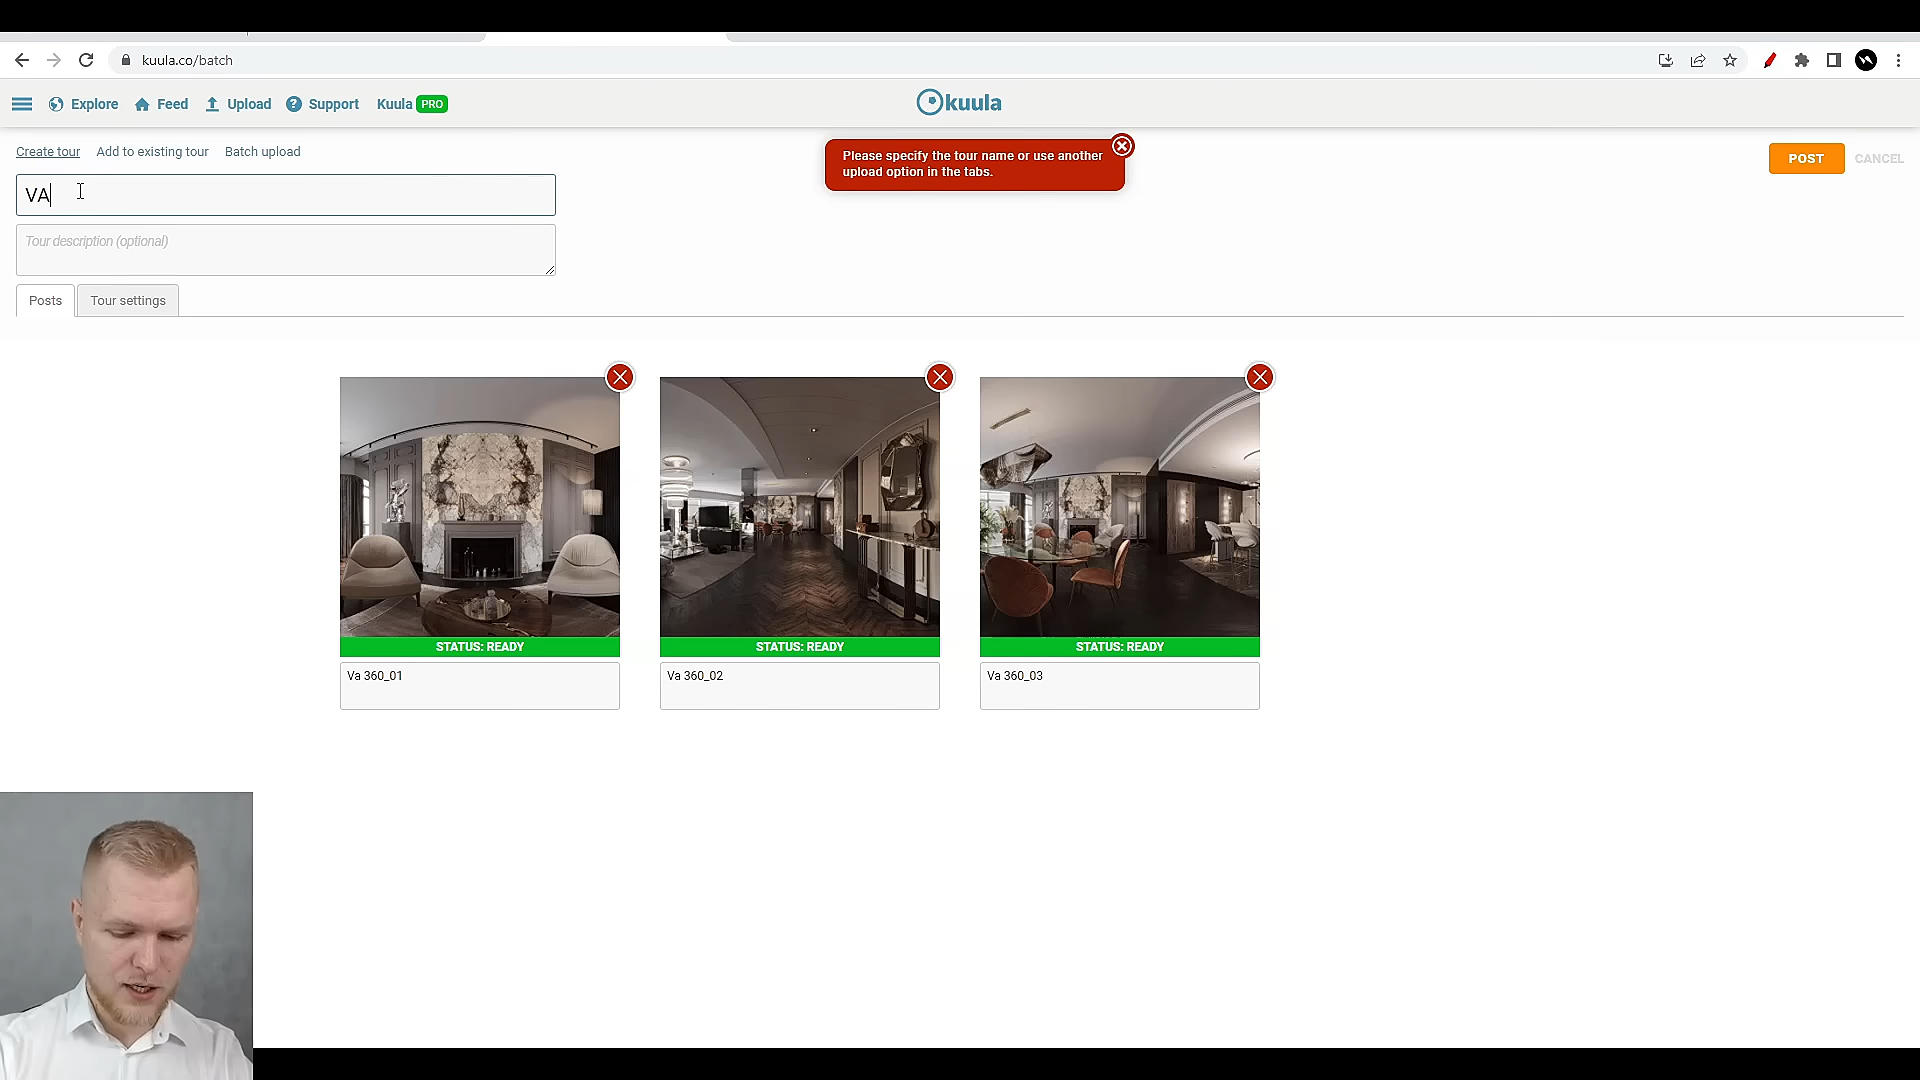 kuula.co/batch
Explore Feed Upload ? Support Kuula PRO
kuula
Create tour Add to existing tour Batch upload
Please specify the tour name or use another
upload option in the tabs.
POST CANCEL
VA
Tour description (optional)
Posts Tour settings
STATUS: READY STATUS: READY STATUS: READY
Va 360_01 Va 360_02 Va 360_03